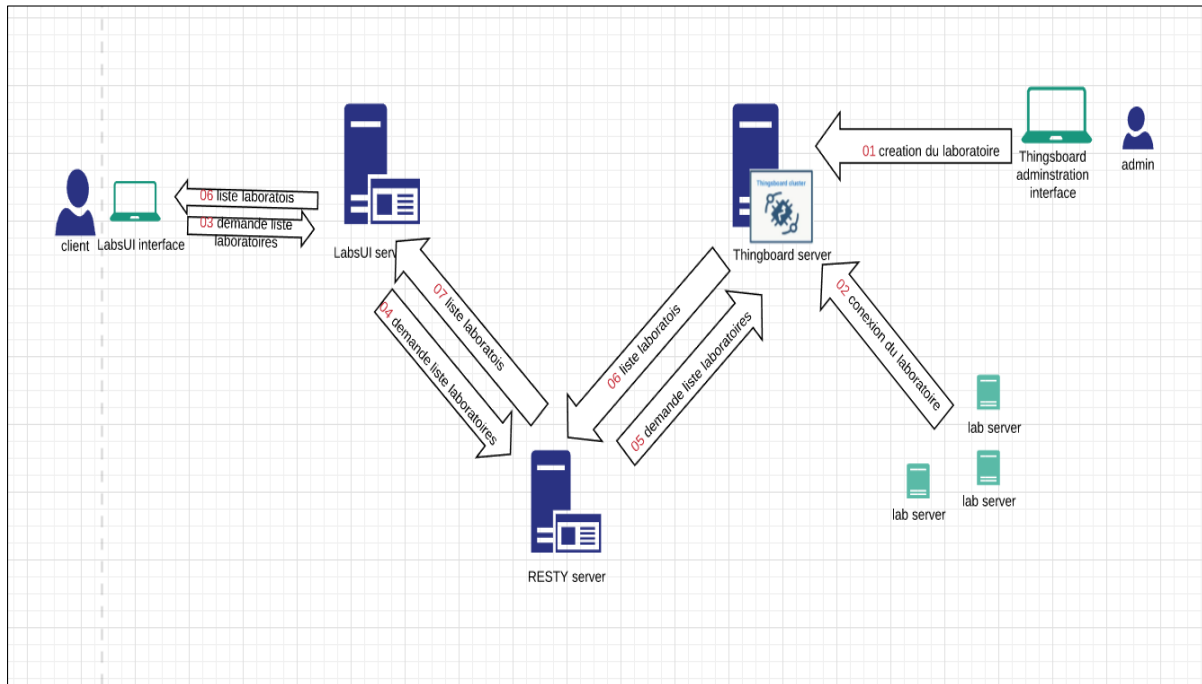 01 creation du laboratoire
Thingsboard
adminstration
interface
admin
Thingsboard cluster
06 liste laboratois
03 demande liste
laboratoires
client
LabsUI interface
LabsUI serv
Thingboard server
02 conexion du laboratoire
07 liste laboratois
04 demande liste laboratoires
06 liste laboratois
05 demande liste laboratoires
lab server
lab server
lab server
RESTY server